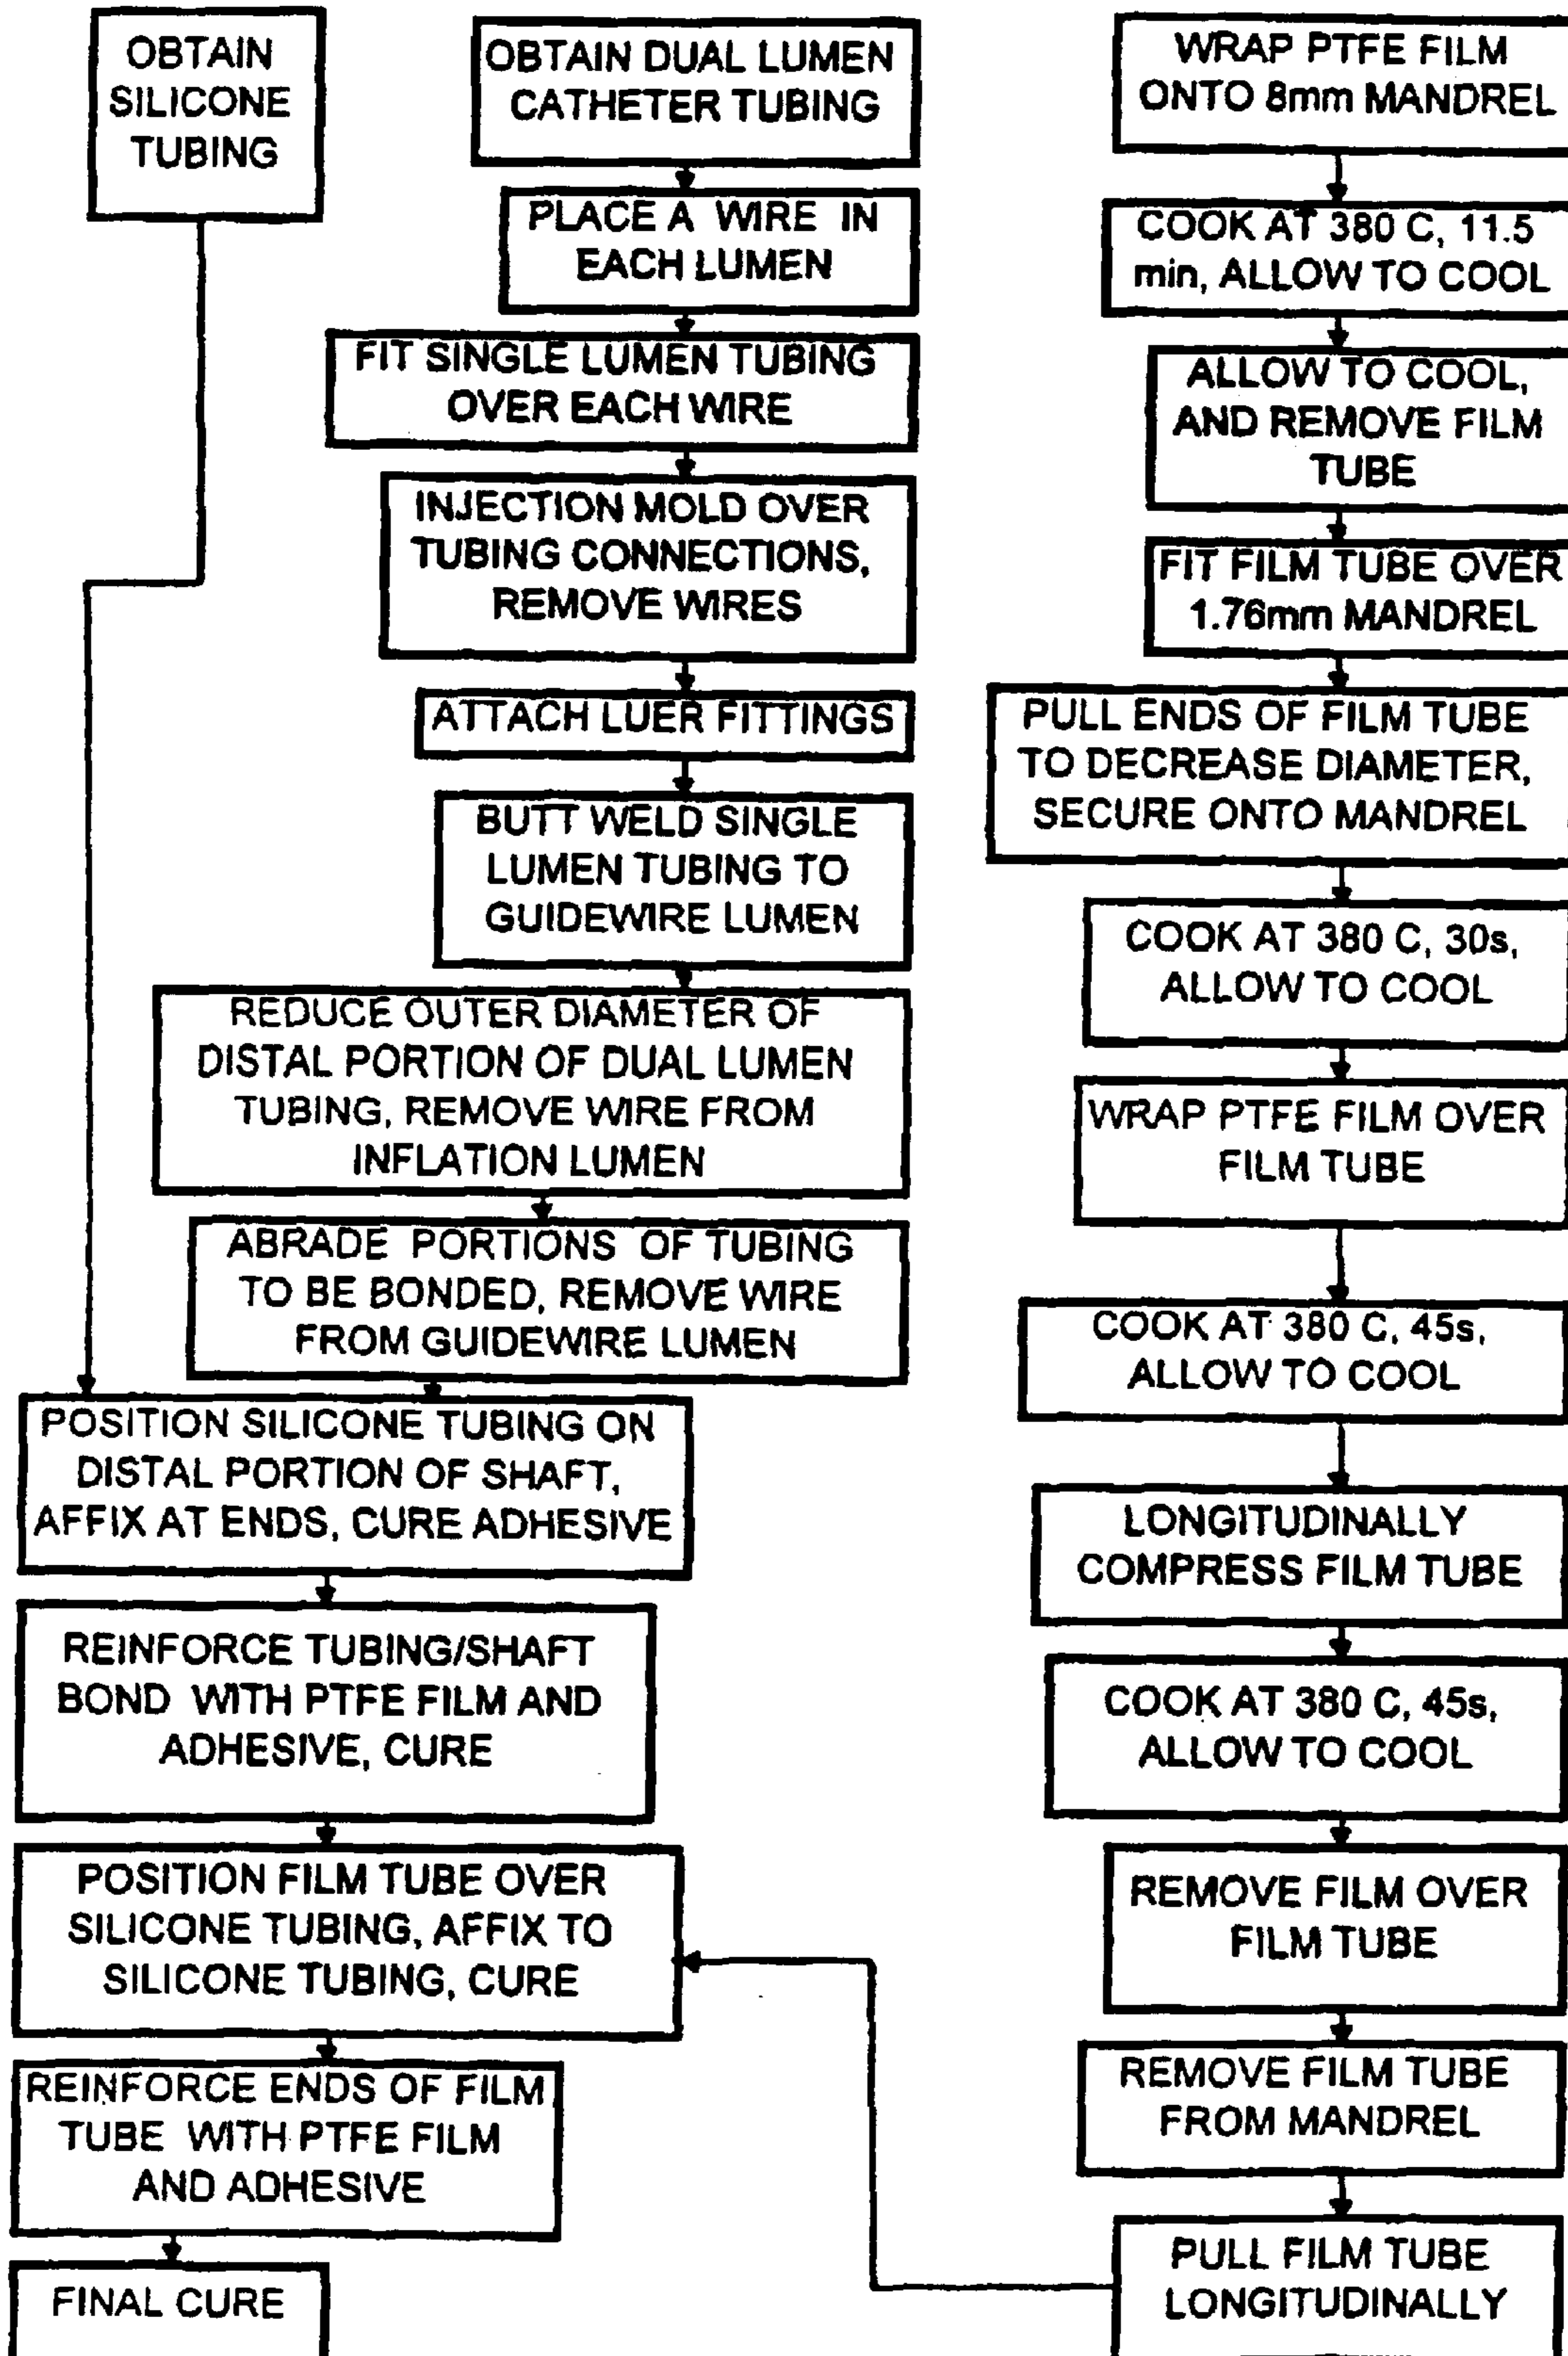 OBTAIN
SILICONE
TUBING
OBTAIN DUAL LUMEN
CATHETER TUBING
PLACE A WIRE IN
EACH LUMEN
FIT SINGLE LUMEN TUBING
OVER EACH WIRE
INJECTION MOLD OVER
TUBING CONNECTIONS,
REMOVE WIRES
ATTACH LUER FITTINGS
BUTT WELD SINGLE
LUMEN TUBING TO
GUIDEWIRE LUMEN
REDUCE OUTER DIAMETER OF
DISTAL PORTION OF DUAL LUMEN
TUBING, REMOVE WIRE FROM
INFLATION LUMEN
ABRADE PORTIONS OF TUBING
TO BE BONDED, REMOVE WIRE
FROM GUIDEWIRE LUMEN
POSITION SILICONE TUBING ON
DISTAL PORTION OF SHAFT,
AFFIX AT ENDS, CURE ADHESIVE
REINFORCE TUBING/SHAFT
BOND WITH PTFE FILM AND
ADHESIVE, CURE
POSITION FILM TUBE OVER
SILICONE TUBING, AFFIX TO
SILICONE TUBING, CURE
REINFORCE ENDS OF FILM
TUBE WITH PTFE FILM
AND ADHESIVE
FINAL CURE
WRAP PTFE FILM
ONTO 8mm MANDREL
COOK AT 380 C, 11.5
min, ALLOW TO COOL
ALLOW TO COOL,
AND REMOVE FILM
TUBE
FIT FILM TUBE OVER
1.76mm MANDREL
PULL ENDS OF FILM TUBE
TO DECREASE DIAMETER,
SECURE ONTO MANDREL
COOK AT 380 C, 30s,
ALLOW TO COOL
WRAP PTFE FILM OVER
FILM TUBE
COOK AT 380 C, 45s,
ALLOW TO COOL
LONGITUDINALLY
COMPRESS FILM TUBE
COOK AT 380 C, 45s,
ALLOW TO COOL
REMOVE FILM OVER
FILM TUBE
REMOVE FILM TUBE
FROM MANDREL
PULL FILM TUBE
LONGITUDINALLY